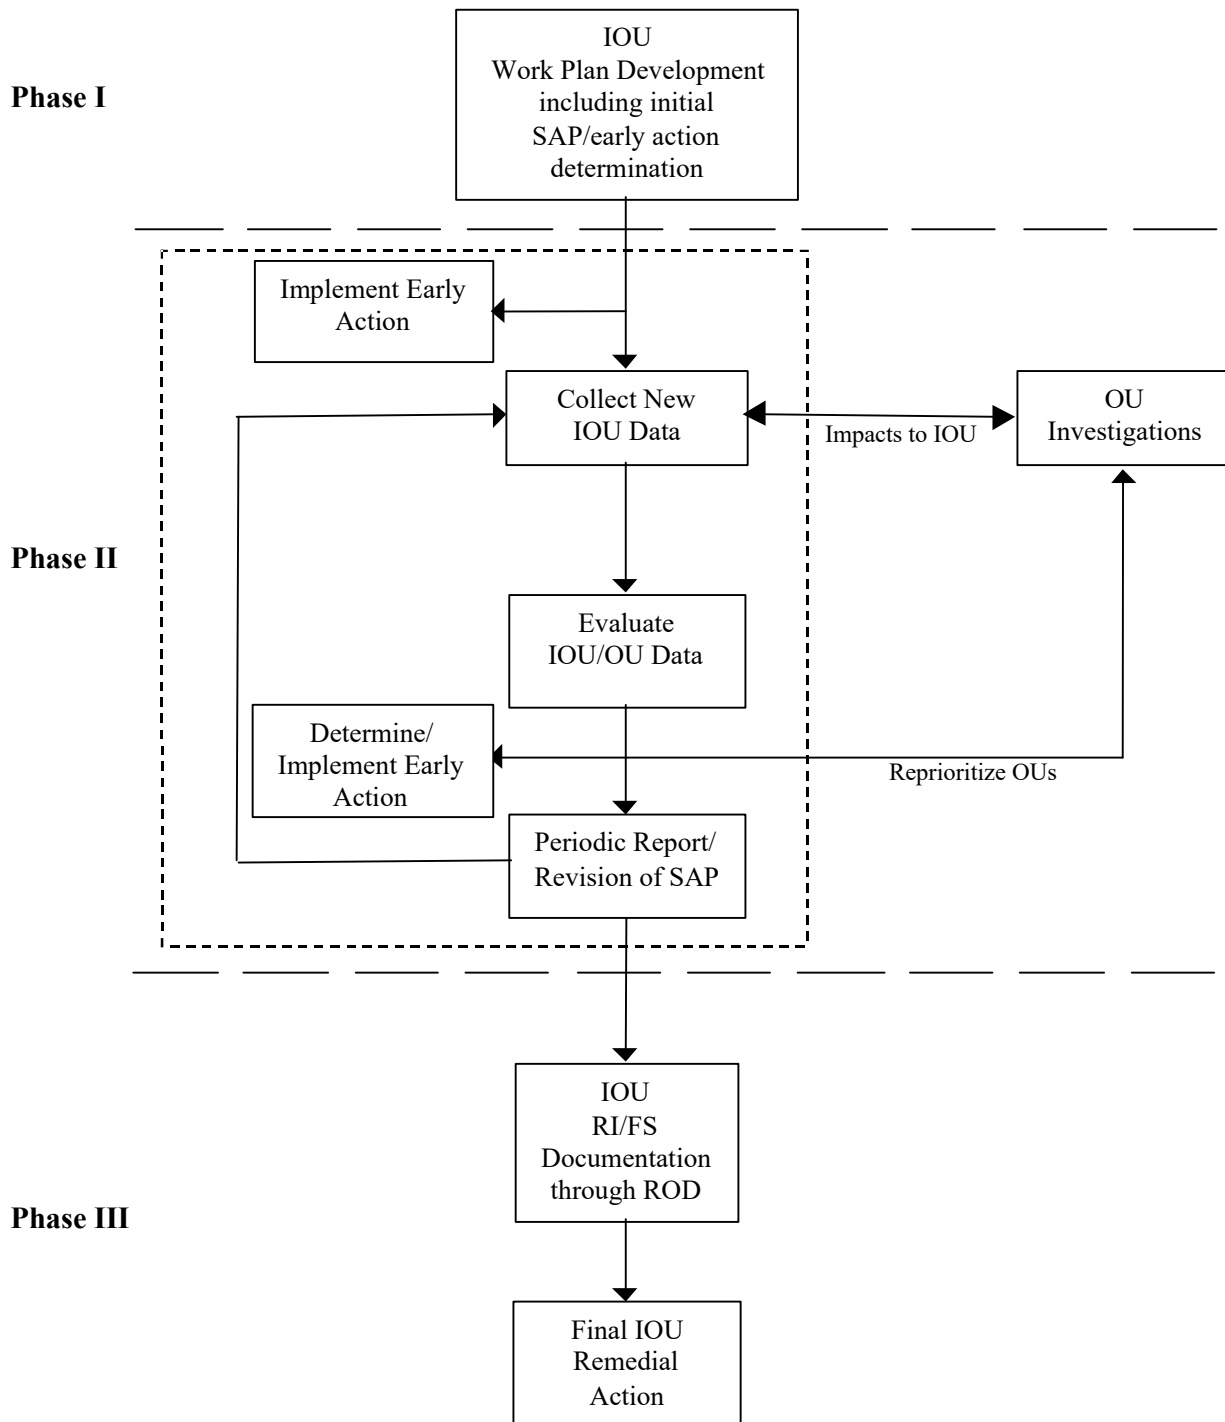 IOU
Work Plan Development
including initial
SAP/early action
determination
Phase I
Implement Early
Action
Collect New
IOU Data
Impacts to IOU
OU
Investigations
Phase II
Evaluate
IOU/OU Data
Determine/
Implement Early
Action
Reprioritize OUs
Periodic Report/
Revision of SAP
IOU
RI/FS
Documentation
through ROD
Phase III
Final IOU
Remedial
Action